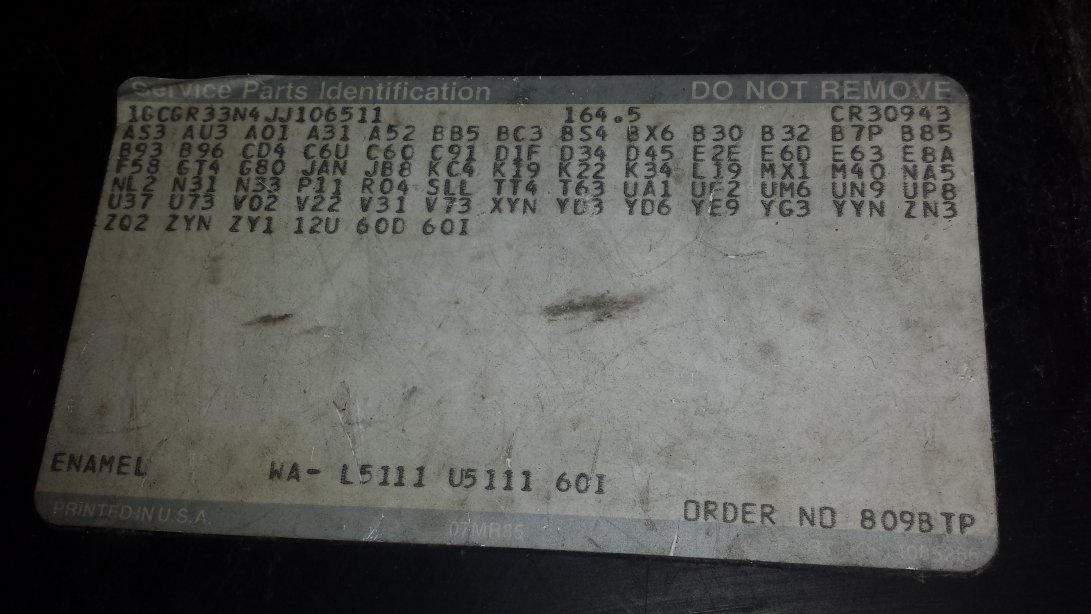 Service Parts Identification DO NOT REMOVE
1GCGR33N4JJ106511 164.5 CR30943
AS3 AU3 A01 A31 A52 BB5 BC3 BS4 BX6 B30 B32 B7P B85
B93 B96 CD4 C6U C60 C91 D1F D34 D45 E2E E6D E63 E8A
F58 GT4 G80 JAN JB8 KC4 K19 K22 K34 L19 MX1 M40 NA5
NL2 N31 N33 P11 R04 SLL TT4 T63 UA1 UF2 UM6 UN9 UP8
U37 U73 V02 V22 V31 V73 XYN YD3 YD6 YE9 YG3 YYN ZN3
ZQ2 ZYN ZY1 12U 60D 60I
ENAMEL WA- L5111 U5111 60I
ORDER NO 809BTP
PRINTED IN U.S.A. 07MR85